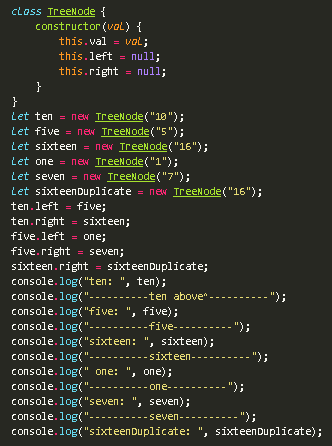 class TreeNode {
    constructor(val) {
        this.val = val;
        this.left = null;
        this.right = null;
    }
}
let ten = new TreeNode("10");
let five = new TreeNode("5");
let sixteen = new TreeNode("16");
let one = new TreeNode("1");
let seven = new TreeNode("7");
let sixteenDuplicate = new TreeNode("16");
ten.left = five;
ten.right = sixteen;
five.left = one;
five.right = seven;
sixteen.right = sixteenDuplicate;
console.log("ten: ", ten);
console.log("----------ten above^----------");
console.log("five: ", five);
console.log("----------five----------");
console.log("sixteen: ", sixteen);
console.log("----------sixteen----------");
console.log(" one: ", one);
console.log("----------one----------");
console.log("seven: ", seven);
console.log("----------seven----------");
console.log("sixteenDuplicate: ", sixteenDuplicate);